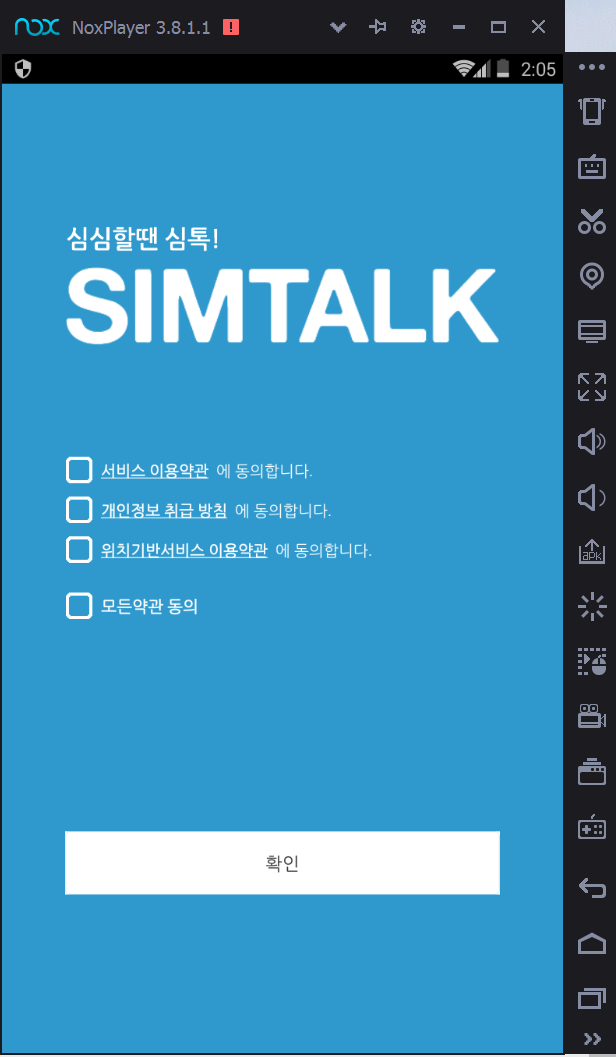 nox NoxPlayer 3.8.1.1 !
2:05
심심할땐 심톡!
SIMTALK
서비스 이용약관 에 동의합니다.
개인정보 취급 방침 에 동의합니다.
위치기반서비스 이용약관 에 동의합니다.
모든약관 동의
확인
apk